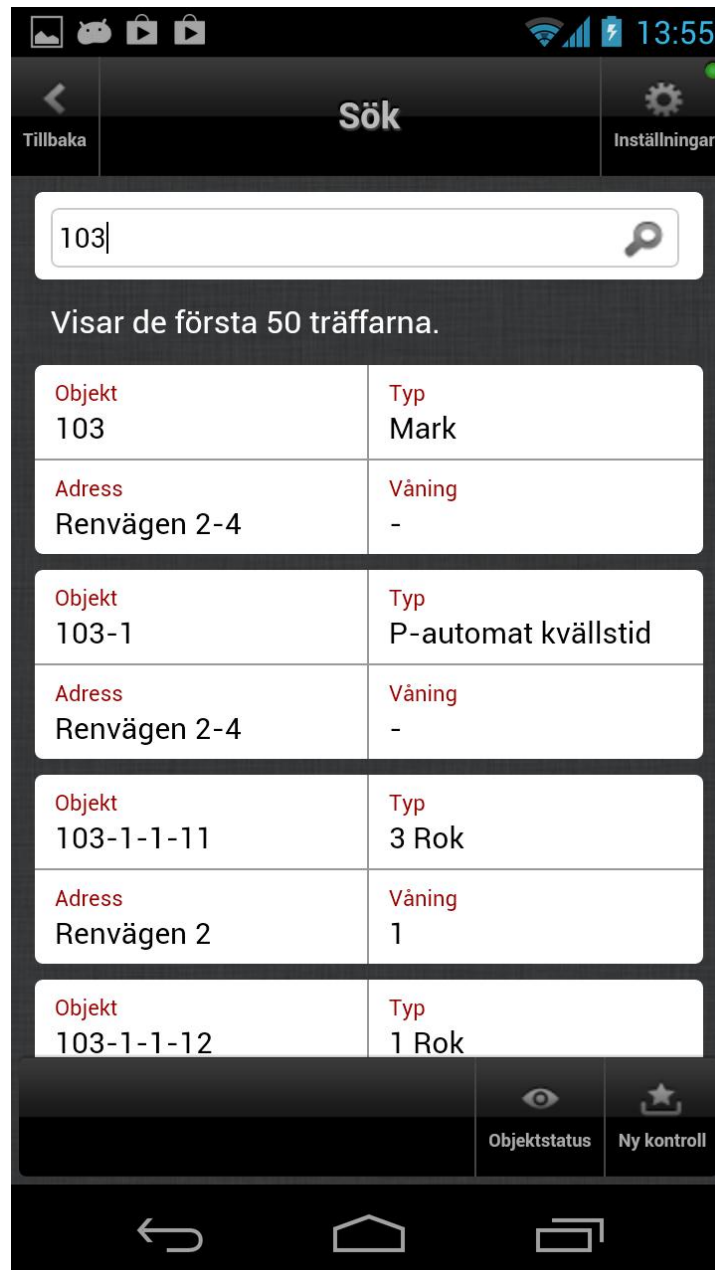 13:55
Tillbaka
Sök
Inställningar
103
Visar de första 50 träffarna.
Objekt Typ
103 Mark
Adress Våning
Renvägen 2-4 -
Objekt Typ
103-1 P-automat kvällstid
Adress Våning
Renvägen 2-4 -
Objekt Typ
103-1-1-11 3 Rok
Adress Våning
Renvägen 2 1
Objekt Typ
103-1-1-12 1 Rok
Objektstatus Ny kontroll